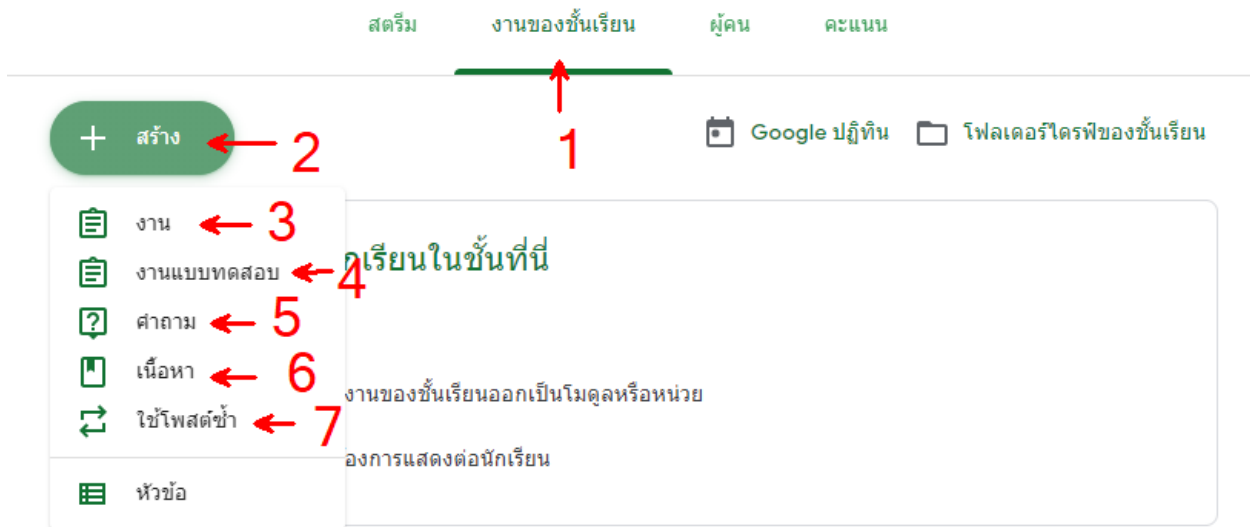 สตรีม งานของชั้นเรียน ผู้คน คะแนน
สร้าง 2 1 Google ปฏิทิน โฟลเดอร์ไดรฟ์ของชั้นเรียน
งาน 3
กเรียนในชั้นที่นี่
งานแบบทดสอบ 4
คำถาม 5
เนื้อหา 6
งานของชั้นเรียนออกเป็นโมดูลหรือหน่วย
ใช้โพสต์ซ้ำ 7
องการแสดงต่อนักเรียน
หัวข้อ